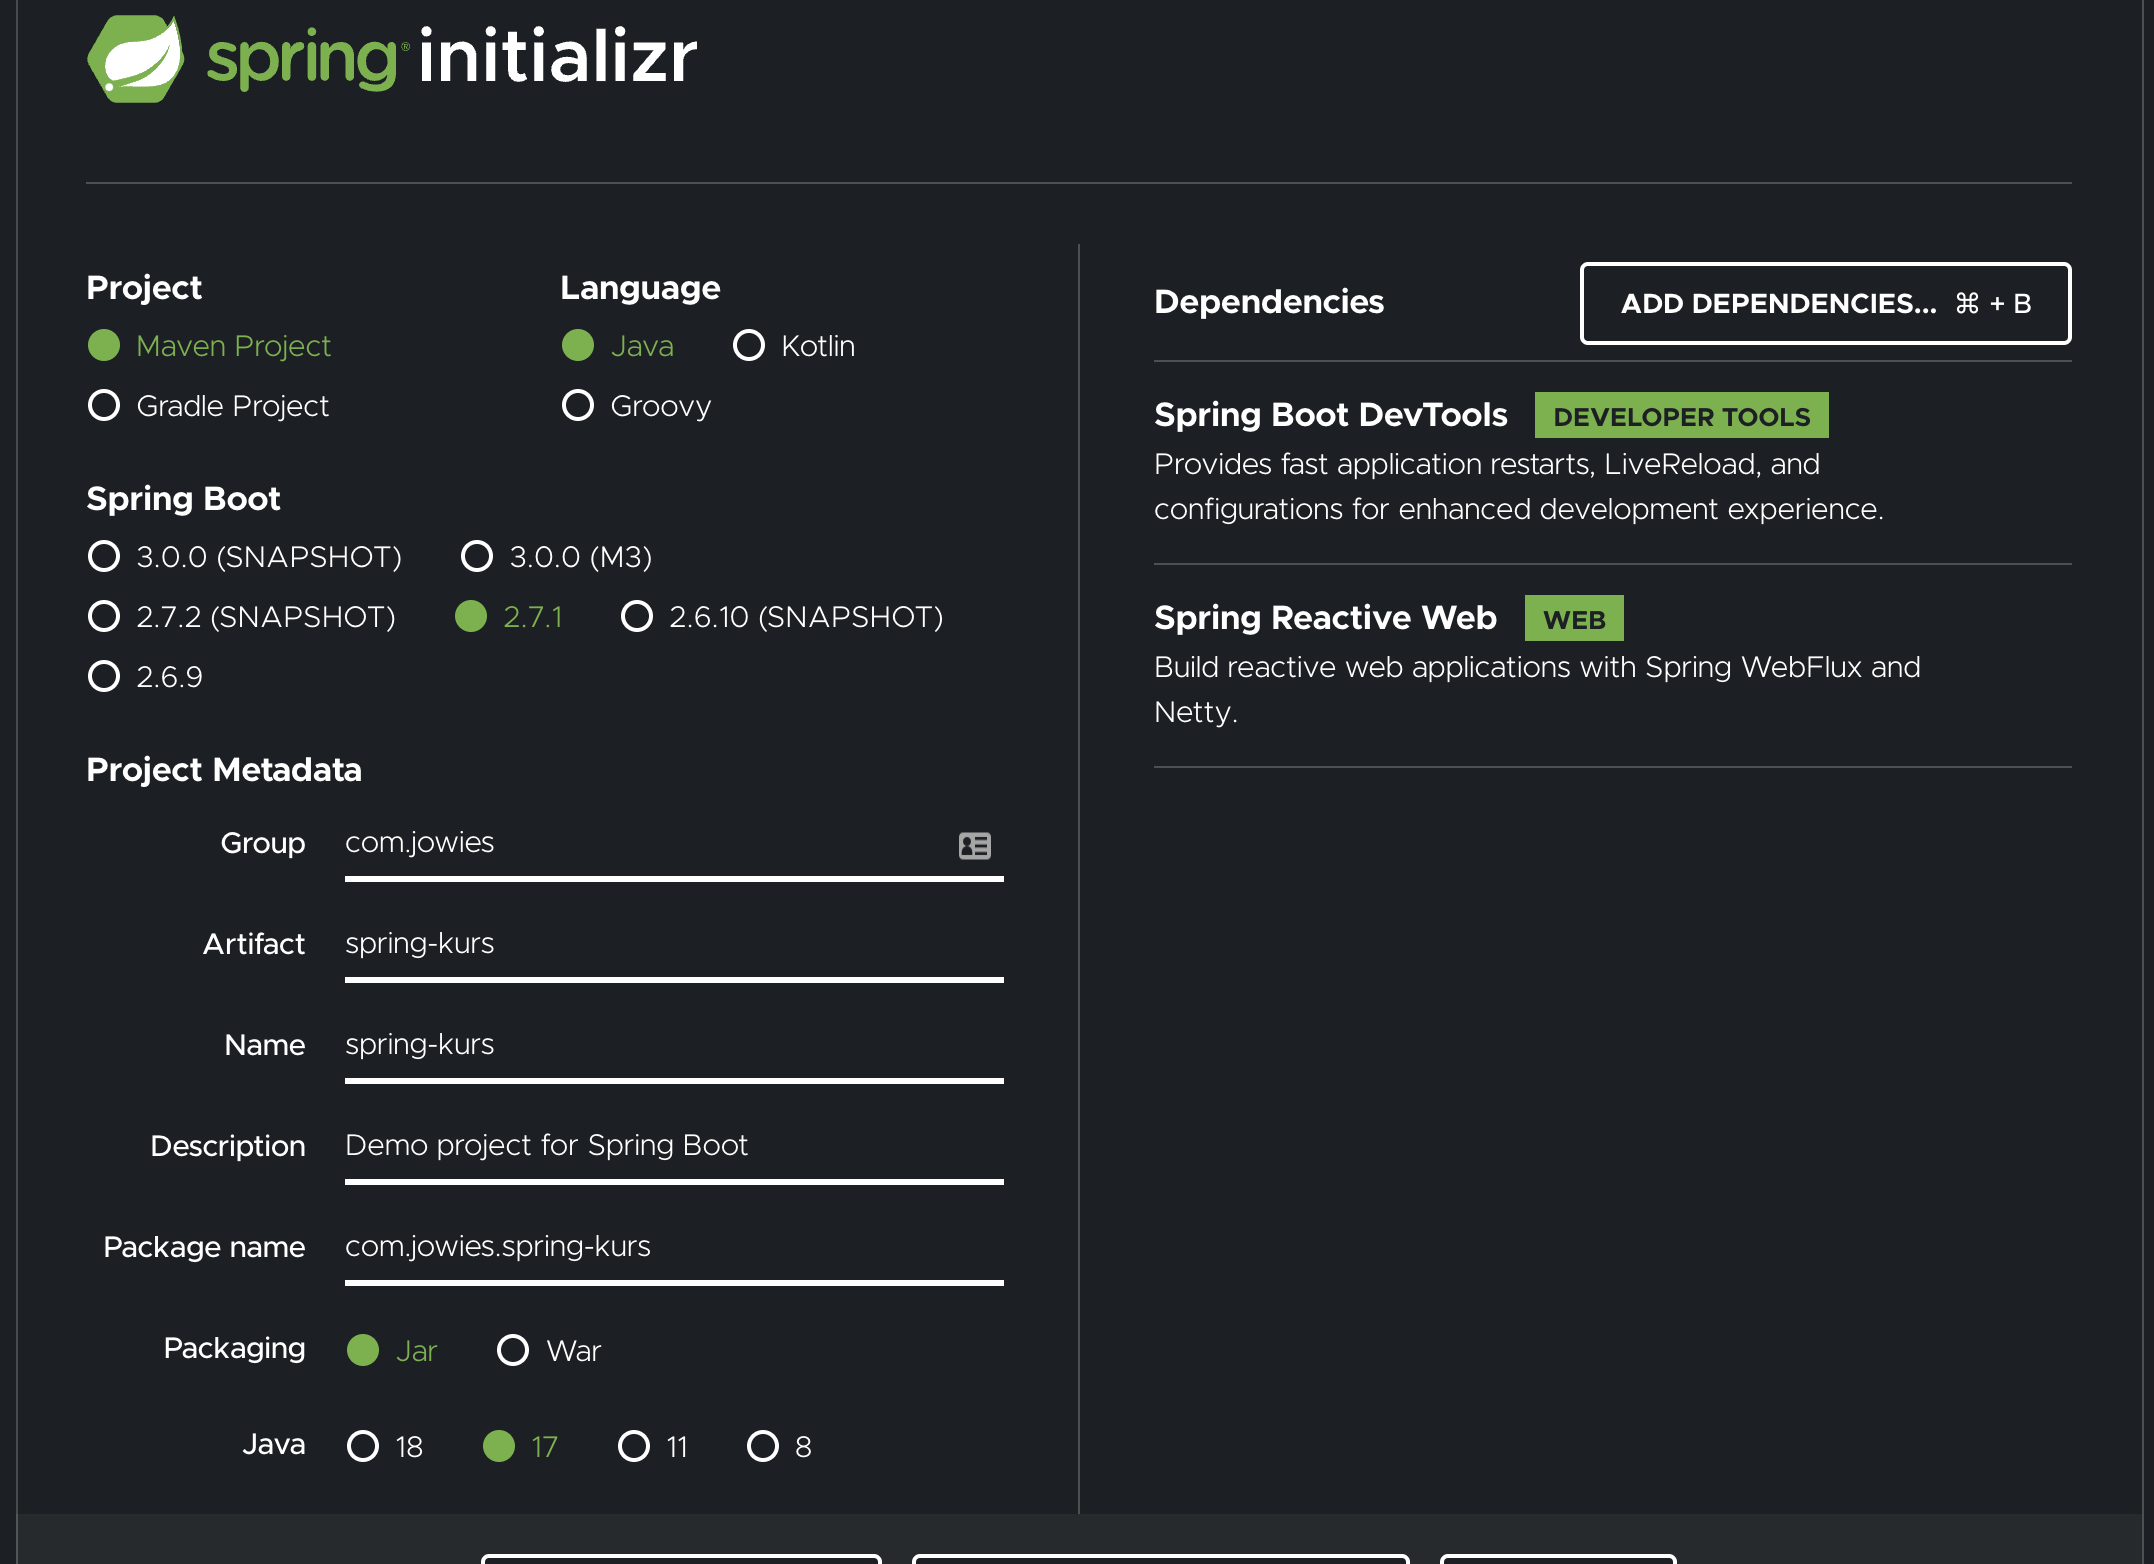 spring® initializr
Project
Maven Project
Gradle Project
Language
Java Kotlin
Groovy
Spring Boot
3.0.0 (SNAPSHOT) 3.0.0 (M3)
2.7.2 (SNAPSHOT) 2.7.1 2.6.10 (SNAPSHOT)
2.6.9
Project Metadata
Group com.jowies
Artifact spring-kurs
Name spring-kurs
Description Demo project for Spring Boot
Package name com.jowies.spring-kurs
Packaging Jar War
Java 18 17 11 8
Dependencies
ADD DEPENDENCIES... ⌘ + B
Spring Boot DevTools DEVELOPER TOOLS
Provides fast application restarts, LiveReload, and
configurations for enhanced development experience.
Spring Reactive Web WEB
Build reactive web applications with Spring WebFlux and
Netty.